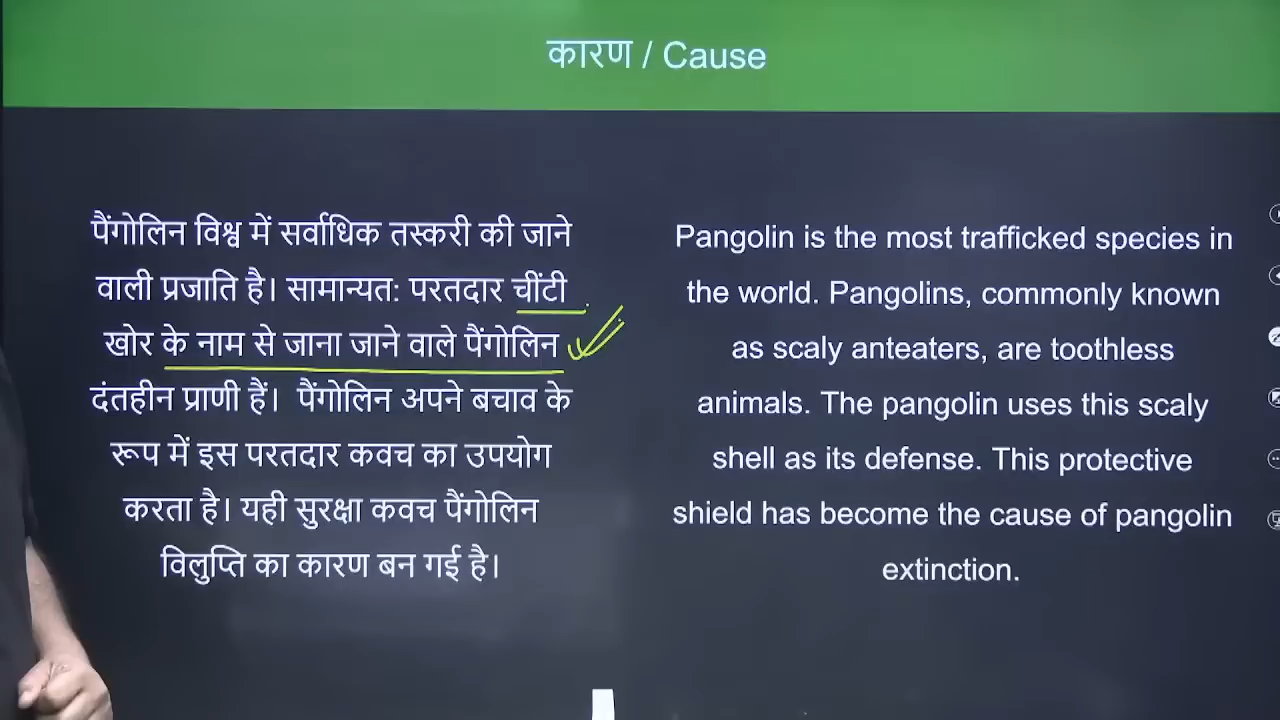 कारण / Cause
पैंगोलिन विश्व में सर्वाधिक तस्करी की जाने
वाली प्रजाति है। सामान्यत: परतदार चींटी
खोर के नाम से जाना जाने वाले पैंगोलिन
दंतहीन प्राणी हैं। पैंगोलिन अपने बचाव के
रूप में इस परतदार कवच का उपयोग
करता है। यही सुरक्षा कवच पैंगोलिन
विलुप्ति का कारण बन गई है।
Pangolin is the most trafficked species in
the world. Pangolins, commonly known
as scaly anteaters, are toothless
animals. The pangolin uses this scaly
shell as its defense. This protective
shield has become the cause of pangolin
extinction.